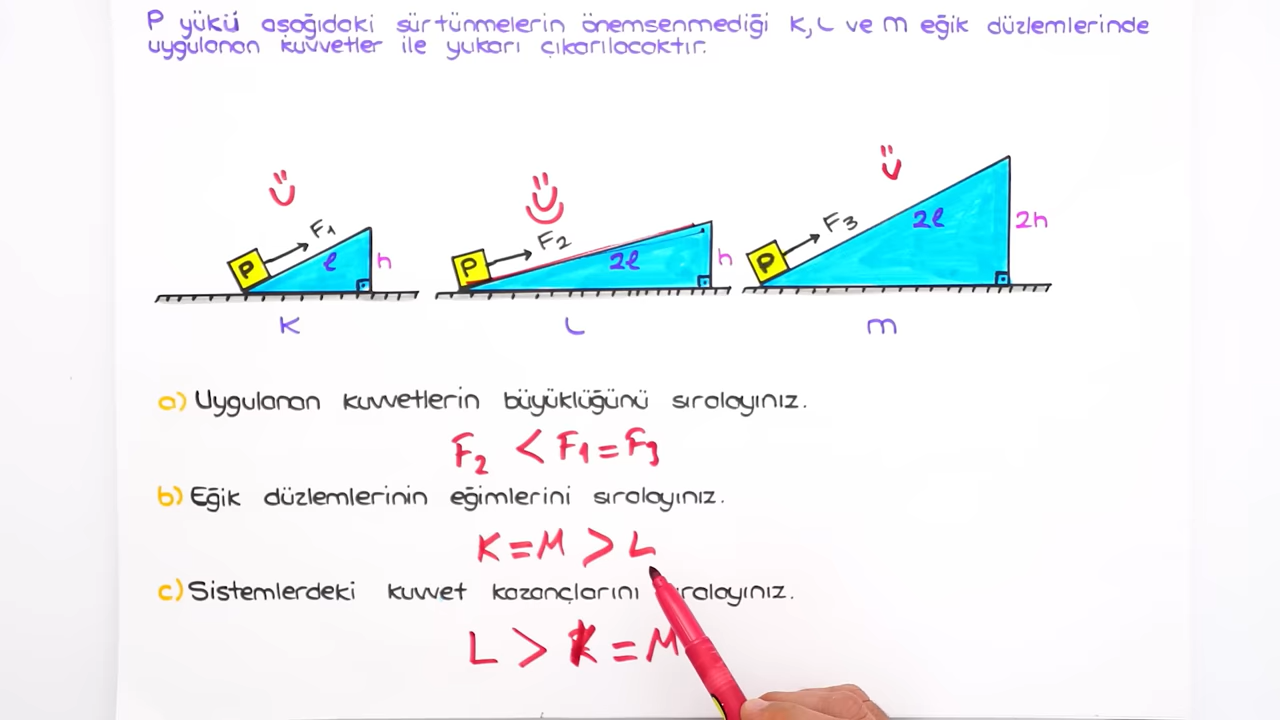 P yükü aşağıdaki sürtünmelerin önemsenmediği K, L ve m eğik düzlemlerinde
uygulanan kuvvetler ile yukarı çıkarılacaktır.
P F₁ l h
P F₂ 2l h
P F₃ 2l 2h
K L m
a) Uygulanan kuvvetlerin büyüklüğünü sıralayınız.
F₂ < F₁ = F₃
b) Eğik düzlemlerinin eğimlerini sıralayınız.
K = M > L
c) Sistemlerdeki kuvvet kazançlarını sıralayınız.
L > K = M